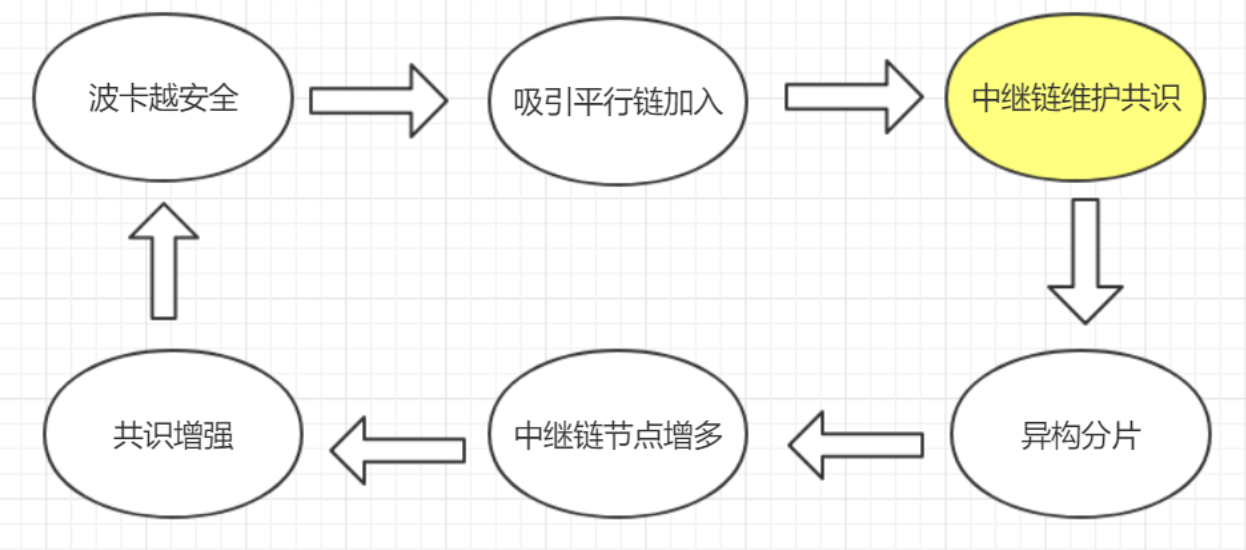 波卡越安全
吸引平行链加入
中继链维护共识
共识增强
中继链节点增多
异构分片